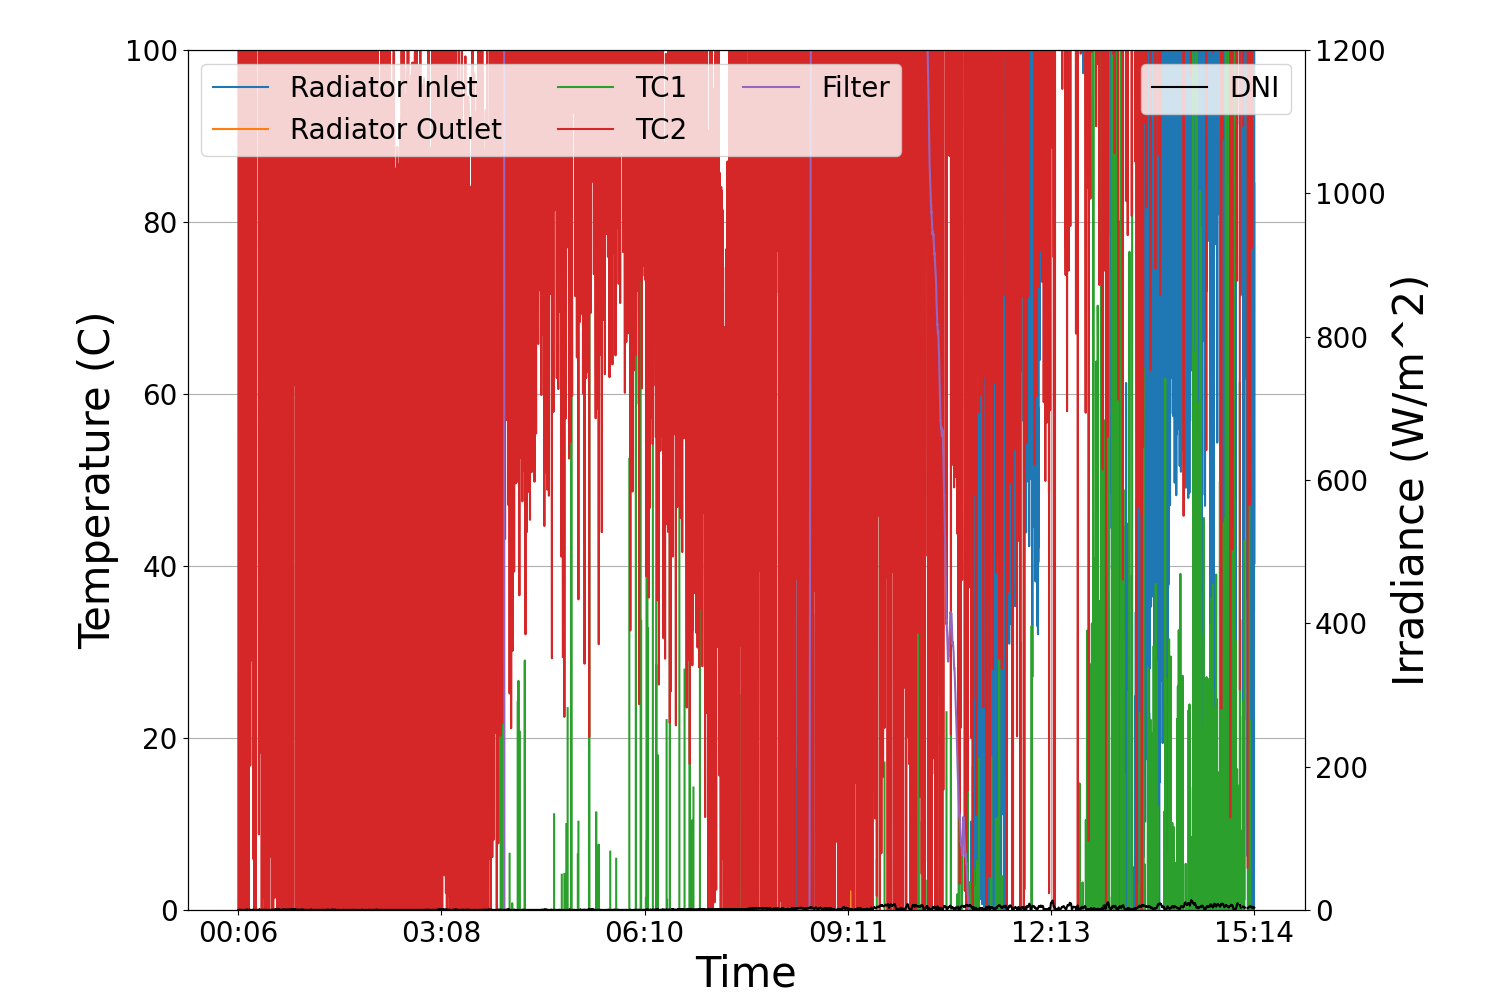 Radiator Inlet
Radiator Outlet
TC1
TC2
Filter
DNI
Temperature (C)
100
80
60
40
20
0
Irradiance (W/m^2)
1200
1000
800
600
400
200
0
00:06 03:08 06:10 09:11 12:13 15:14
Time